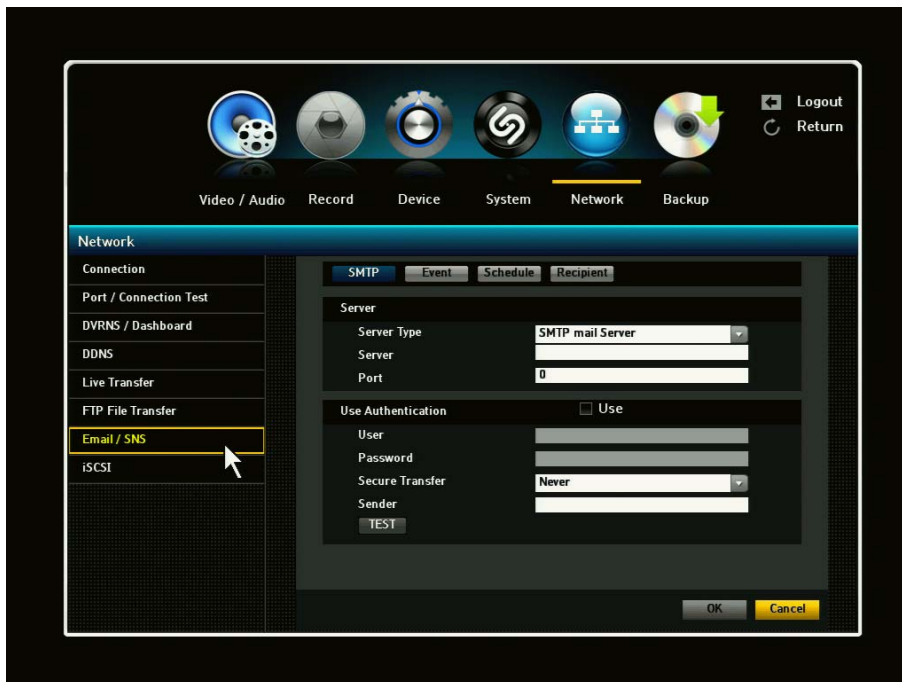 Logout
Return
Video / Audio Record Device System Network Backup
Network
Connection
Port / Connection Test
DVRNS / Dashboard
DDNS
Live Transfer
FTP File Transfer
Email / SNS
iSCSI
SMTP Event Schedule Recipient
Server
Server Type SMTP mail Server
Server
Port 0
Use Authentication Use
User
Password
Secure Transfer Never
Sender
TEST
OK Cancel